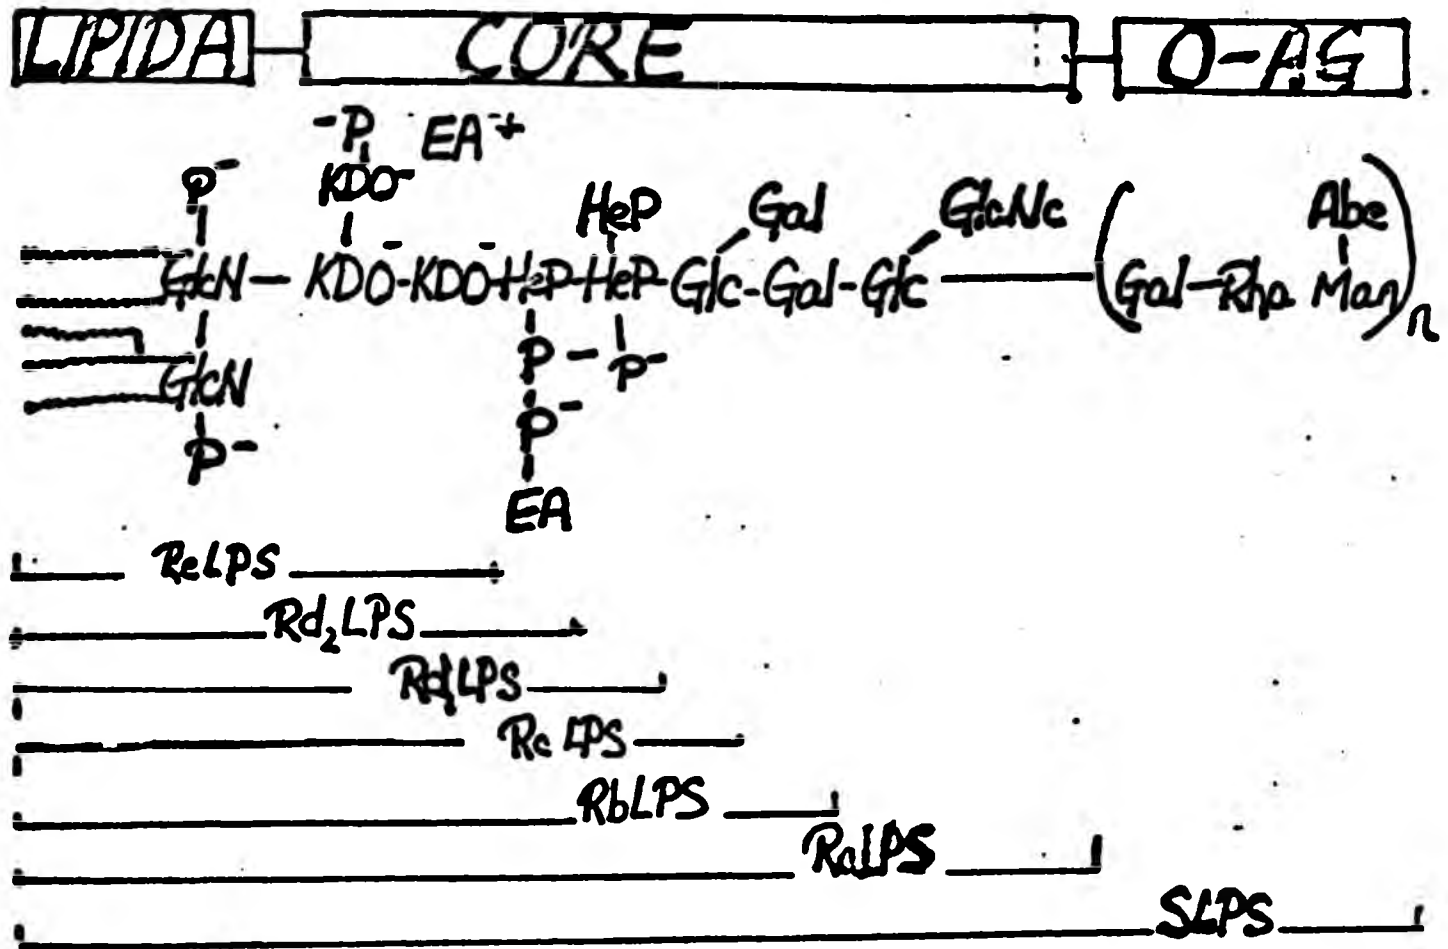 LIPIDA CORE O-AG
-P EA+
P- KDO- HeP Gal GlcNc Abe
GlcN- KDO--KDO-HeP-HeP-Glc-Gal-Glc (Gal-Rha Man)n
GlcN P-P-
P- P-
EA
ReLPS
Rd2LPS
Rd1LPS
Rc LPS
RbLPS
RaLPS
SLPS